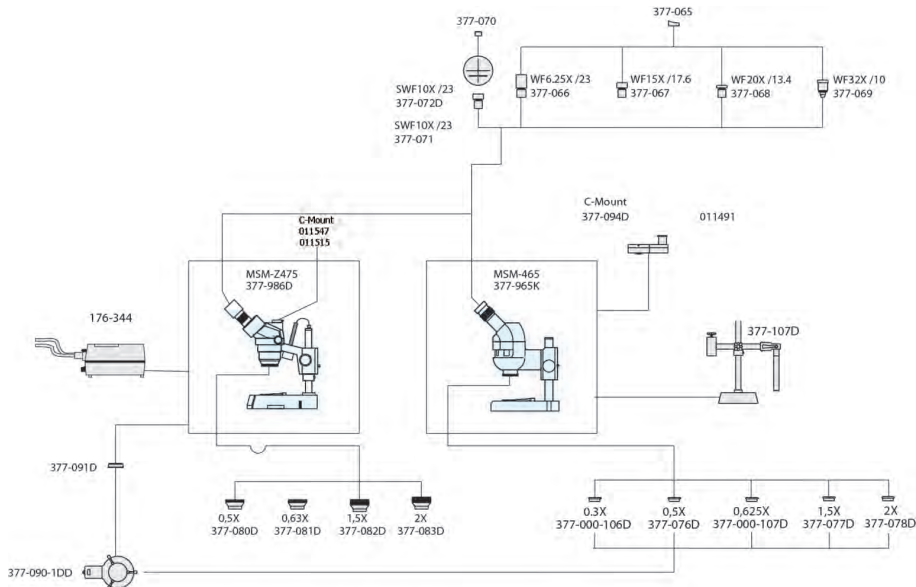 377-070
377-065
SWF10X /23
377-072D
SWF10X /23
377-071
WF6.25X /23
377-066
WF15X /17.6
377-067
WF20X /13.4
377-068
WF32X /10
377-069
C-Mount
011547
011515
C-Mount
377-094D
011491
MSM-Z475
377-986D
MSM-465
377-965K
176-344
377-107D
377-091D
0,5X
377-080D
0,63X
377-081D
1,5X
377-082D
2X
377-083D
0.3X
377-000-106D
0,5X
377-076D
0,625X
377-000-107D
1,5X
377-077D
2X
377-078D
377-090-1DD